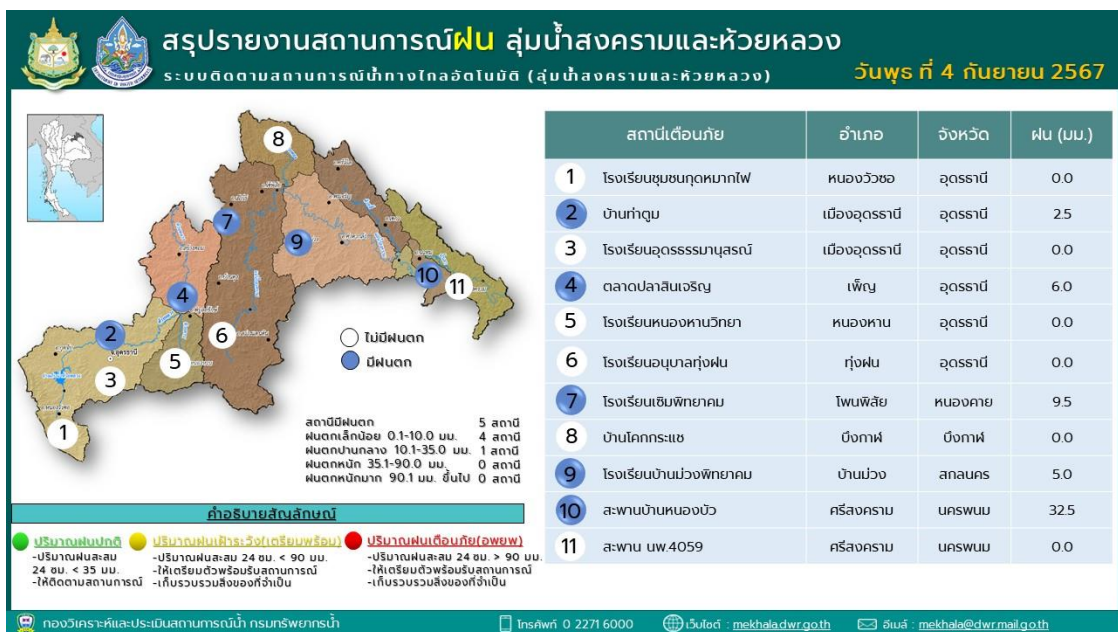 สรุปรายงานสถานการณ์ฝน ลุ่มน้ำสงครามและห้วยหลวง
ระบบติดตามสถานการณ์น้ำทางไกลอัตโนมัติ (ลุ่มน้ำสงครามและห้วยหลวง)
วันพุธ ที่ 4 กันยายน 2567
8
7
9
10
11
4
2
6
5
3
1
ไม่มีฝนตก
มีฝนตก
สถานีมีฝนตก 5 สถานี
ฝนตกเล็กน้อย 0.1-10.0 มม. 4 สถานี
ฝนตกปานกลาง 10.1-35.0 มม. 1 สถานี
ฝนตกหนัก 35.1-90.0 มม. 0 สถานี
ฝนตกหนักมาก 90.1 มม. ขึ้นไป 0 สถานี
คำอธิบายสัญลักษณ์
ปริมาณฝนปกติ
-ปริมาณฝนสะสม
24 ชม. < 35 มม.
-ให้ติดตามสถานการณ์
ปริมาณฝนเฝ้าระวัง(เตรียมพร้อม)
-ปริมาณฝนสะสม 24 ชม. < 90 มม.
-ให้เตรียมตัวพร้อมรับสถานการณ์
-เก็บรวบรวมสิ่งของที่จำเป็น
ปริมาณฝนเตือนภัย(อพยพ)
-ปริมาณฝนสะสม 24 ชม. > 90 มม.
-ให้เตรียมตัวพร้อมรับสถานการณ์
-เก็บรวบรวมสิ่งของที่จำเป็น
สถานีเตือนภัย อำเภอ จังหวัด ฝน (มม.)
1 โรงเรียนชุมชนกุดหมากไฟ หนองวัวซอ อุดรธานี 0.0
2 บ้านท่าตูม เมืองอุดรธานี อุดรธานี 2.5
3 โรงเรียนอุดรธรรมานุสรณ์ เมืองอุดรธานี อุดรธานี 0.0
4 ตลาดปลาสินเจริญ เพ็ญ อุดรธานี 6.0
5 โรงเรียนหนองหานวิทยา หนองหาน อุดรธานี 0.0
6 โรงเรียนอนุบาลทุ่งฝน ทุ่งฝน อุดรธานี 0.0
7 โรงเรียนเซิมพิทยาคม โพนพิสัย หนองคาย 9.5
8 บ้านโคกกระแซ บึงกาฬ บึงกาฬ 0.0
9 โรงเรียนบ้านม่วงพิทยาคม บ้านม่วง สกลนคร 5.0
10 สะพานบ้านหนองบัว ศรีสงคราม นครพนม 32.5
11 สะพาน นพ.4059 ศรีสงคราม นครพนม 0.0
กองวิเคราะห์และประเมินสถานการณ์น้ำ กรมทรัพยากรน้ำ
โทรศัพท์ 0 2271 6000
เว็บไซต์ : mekhala.dwr.go.th
อีเมล์ : mekhala@dwr.mail.go.th